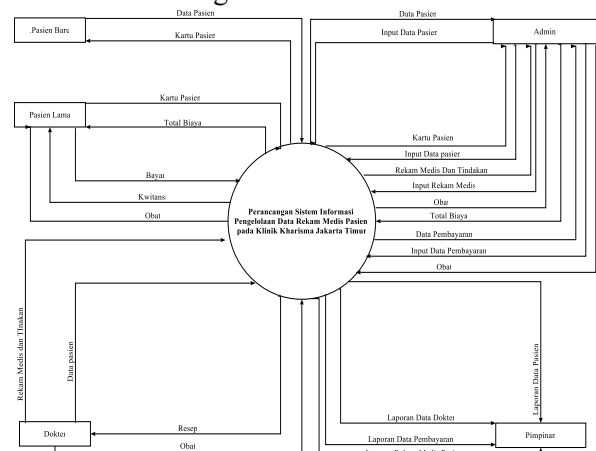 Data Pasien
Data Pasien
Pasien Baru
Kartu Pasien
Input Data Pasien
Admin
Kartu Pasien
Pasien Lama
Total Biaya
Kartu Pasien
Input Data pasien
Rekam Medis Dan Tindakan
Bayar
Input Rekam Medis
Kwitansi
Obat
Obat
Total Biaya
Perancangan Sistem Informasi
Pengelolaan Data Rekam Medis Pasien
pada Klinik Kharisma Jakarta Timur
Data Pembayaran
Input Data Pembayaran
Obat
Rekam Medis dan TInakan
Data pasien
Laporan Data Pasien
Laporan Data Dokter
Dokter
Resep
Pimpinan
Obat
Laporan Data Pembayaran